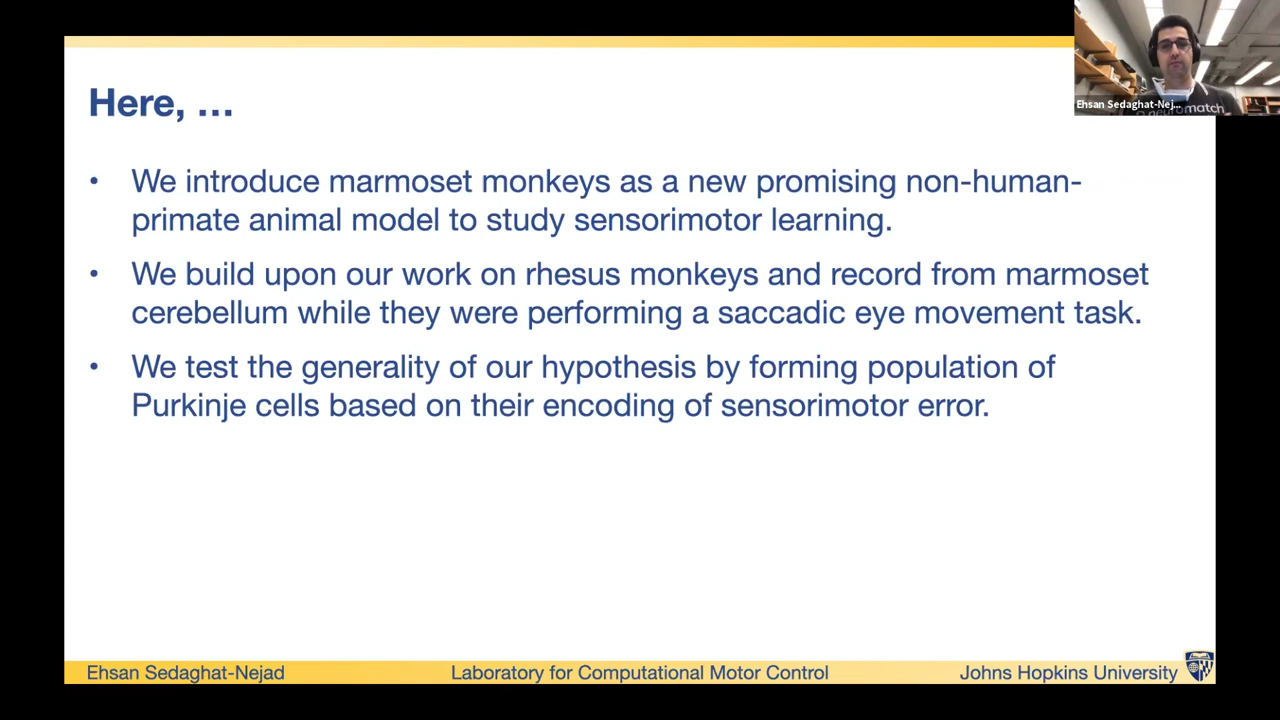 Here, ...
• We introduce marmoset monkeys as a new promising non-human-
primate animal model to study sensorimotor learning.
• We build upon our work on rhesus monkeys and record from marmoset
cerebellum while they were performing a saccadic eye movement task.
• We test the generality of our hypothesis by forming population of
Purkinje cells based on their encoding of sensorimotor error.
Ehsan Sedaghat-Nejad
Laboratory for Computational Motor Control
Johns Hopkins University
Ehsan Sedaghat-Nej...
neuromatch